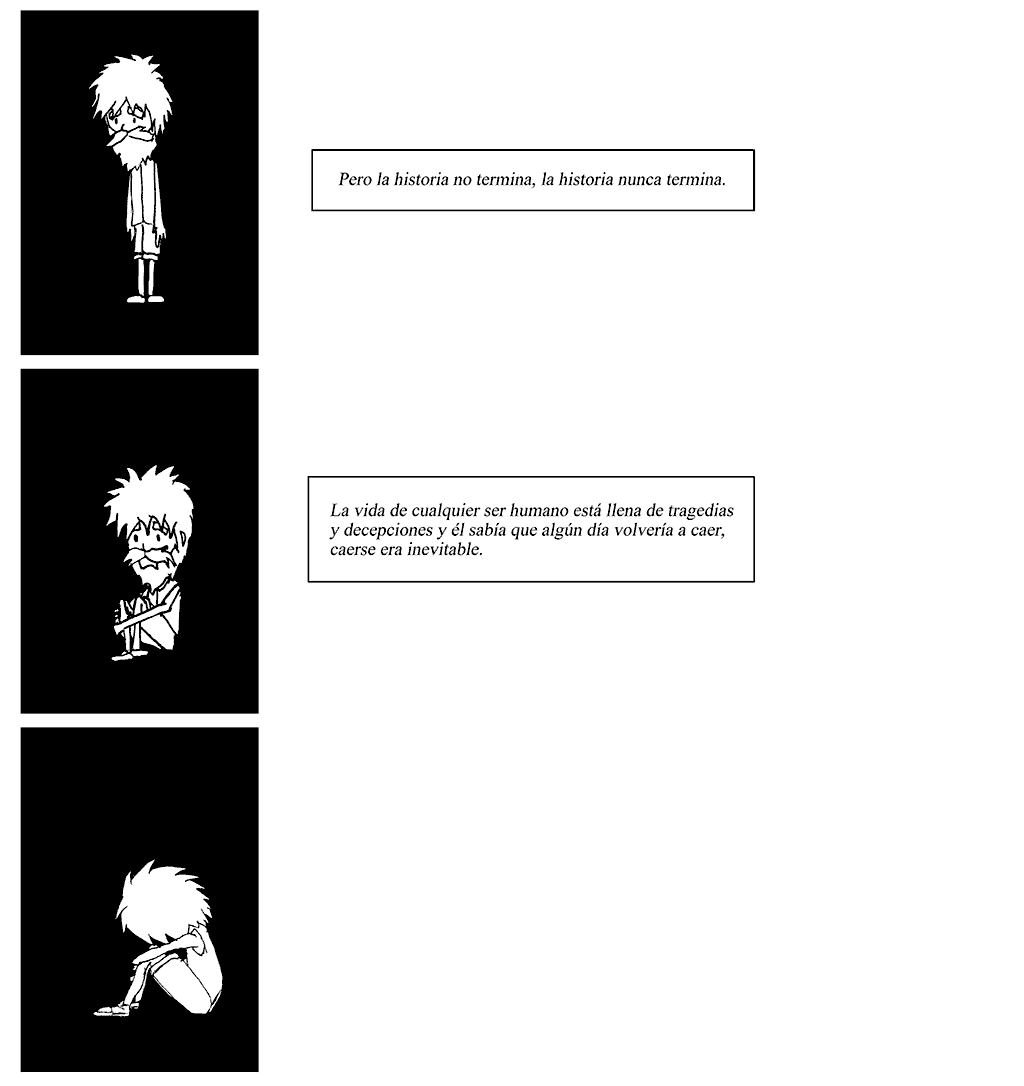 Pero la historia no termina, la historia nunca termina.
La vida de cualquier ser humano está llena de tragedias
y decepciones y él sabía que algún día volvería a caer,
caerse era inevitable.